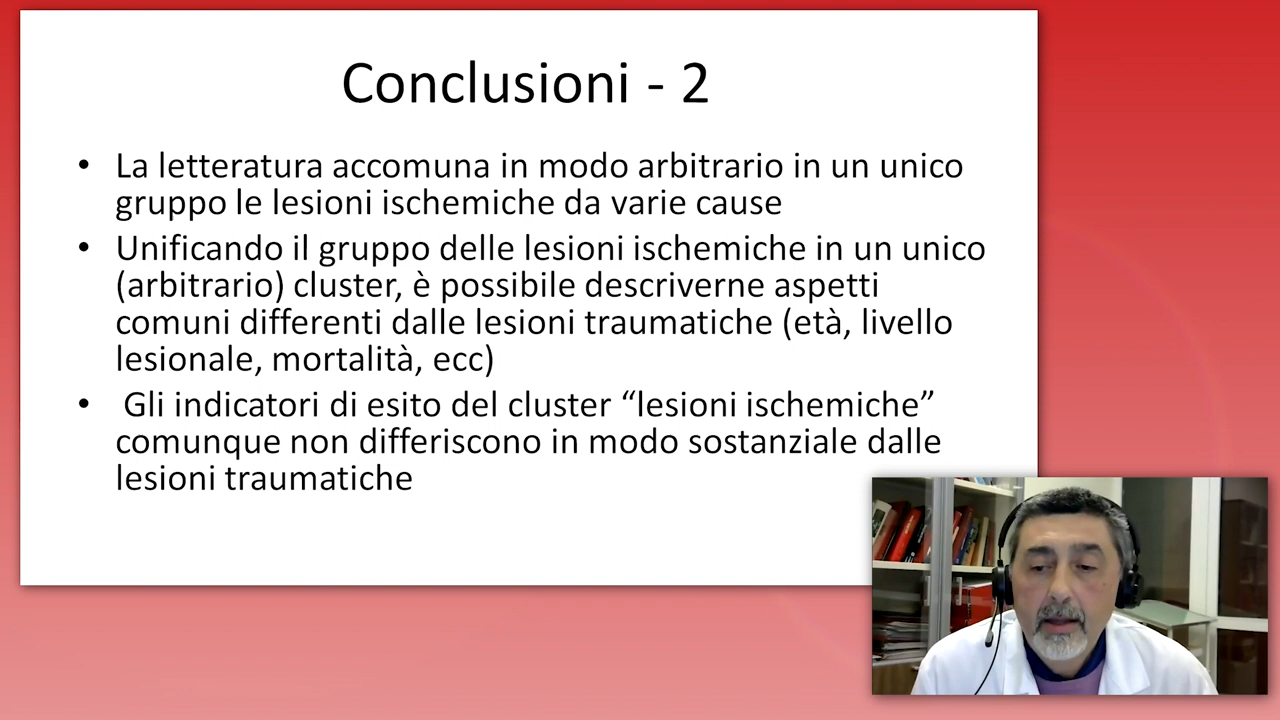 Conclusioni - 2
• La letteratura accomuna in modo arbitrario in un unico
gruppo le lesioni ischemiche da varie cause
• Unificando il gruppo delle lesioni ischemiche in un unico
(arbitrario) cluster, è possibile descriverne aspetti
comuni differenti dalle lesioni traumatiche (età, livello
lesionale, mortalità, ecc)
• Gli indicatori di esito del cluster “lesioni ischemiche”
comunque non differiscono in modo sostanziale dalle
lesioni traumatiche